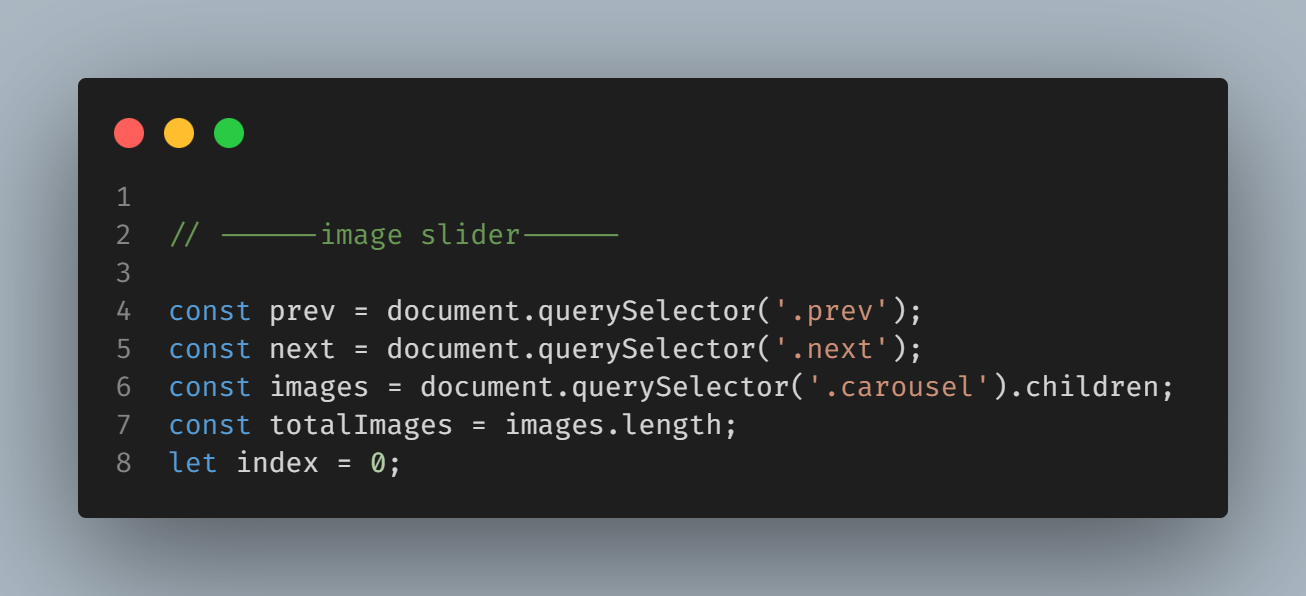 1
2 // ------image slider------
3
4 const prev = document.querySelector('.prev');
5 const next = document.querySelector('.next');
6 const images = document.querySelector('.carousel').children;
7 const totalImages = images.length;
8 let index = 0;